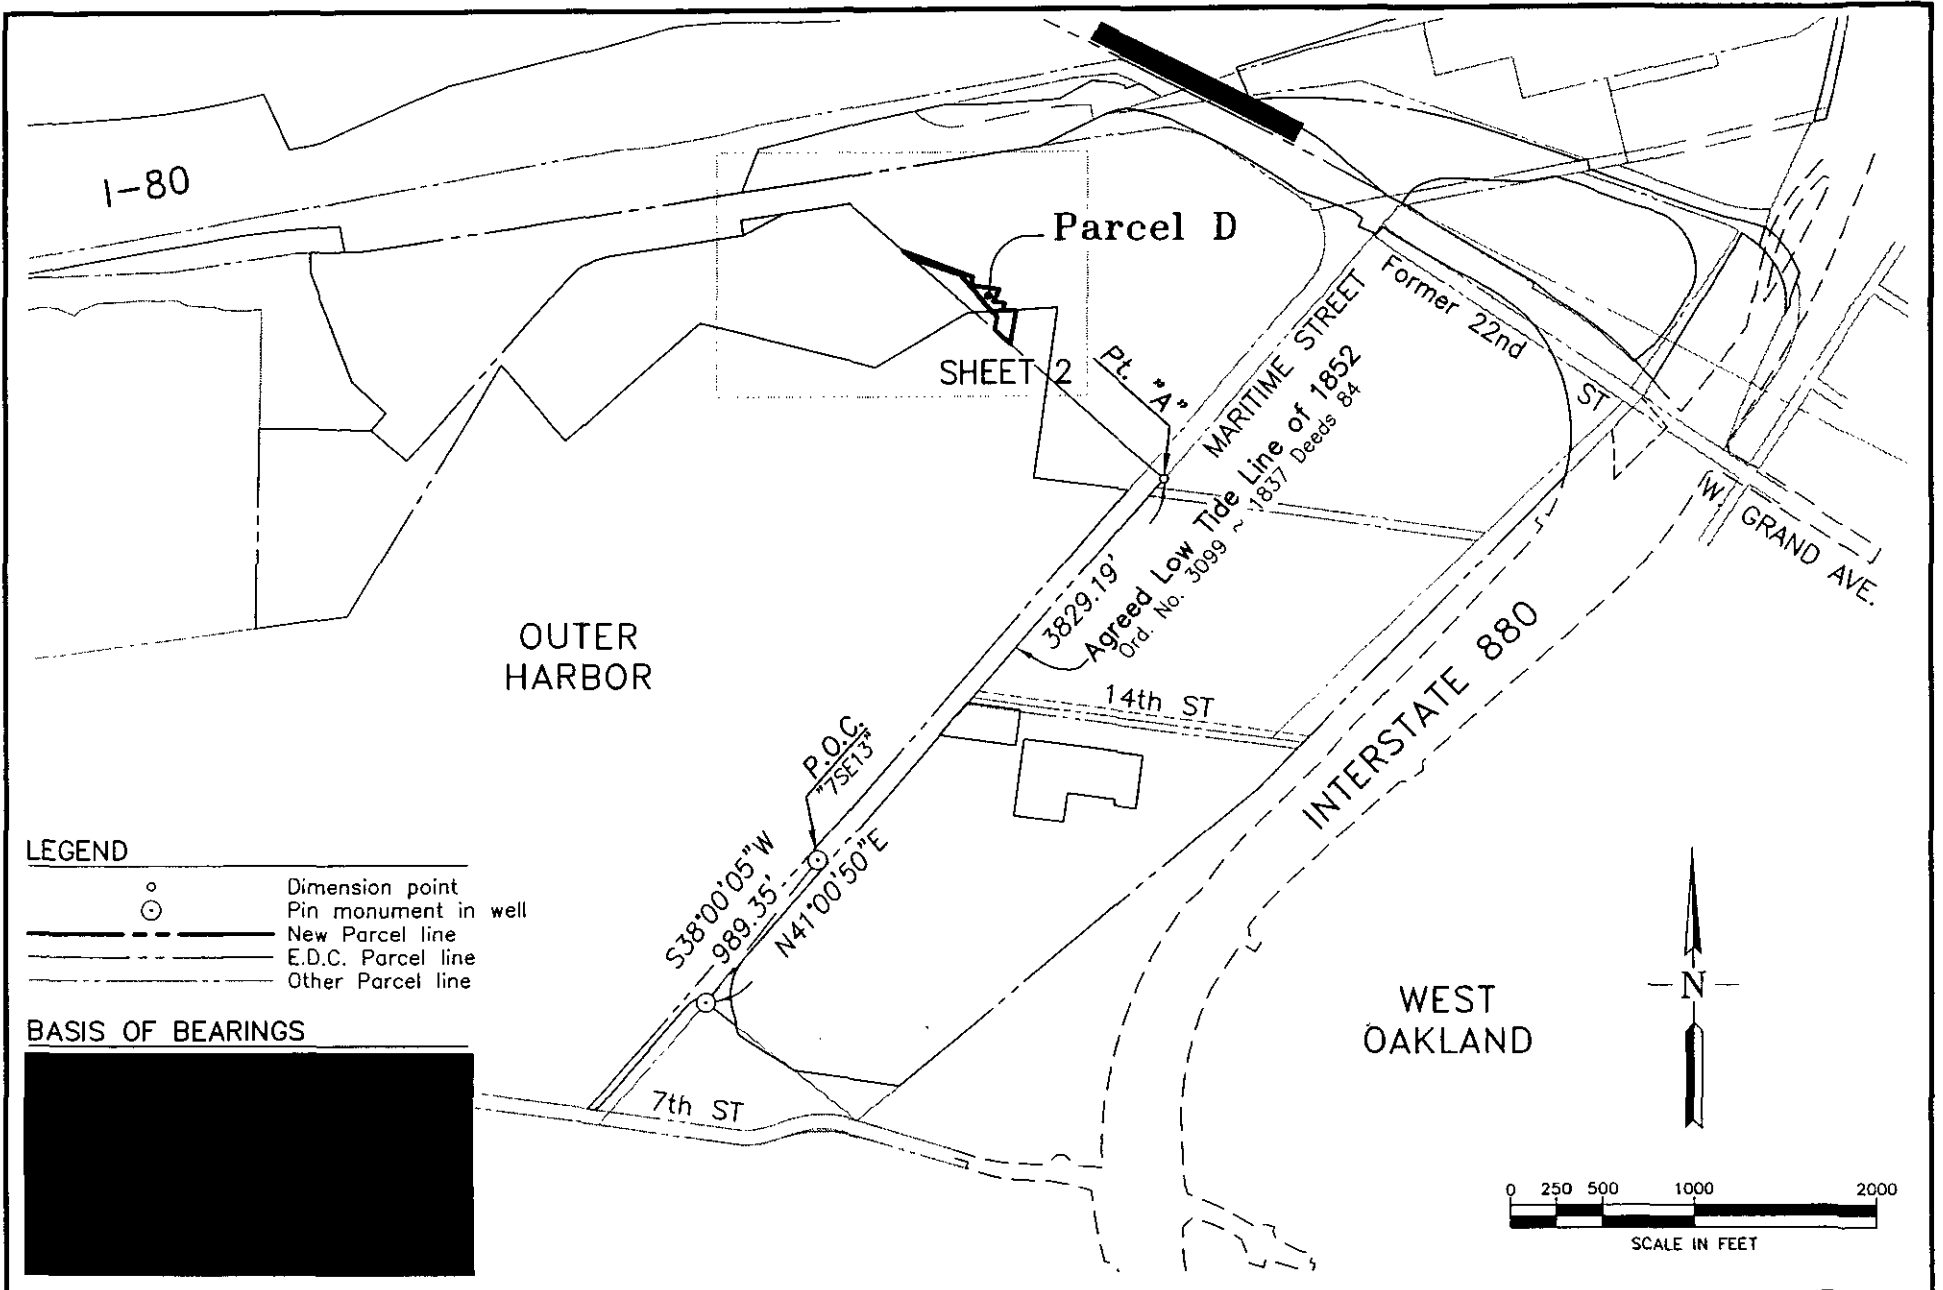 I-80
Parcel D
SHEET 2
Pt. "A"
MARITIME STREET
Former 22nd
ST
Agreed Low Tide Line of 1852
Ord. No. 3099 ~ 1837 Deeds 84
3829.19'
W. GRAND AVE.
OUTER
HARBOR
14th ST
INTERSTATE 880
P.O.C.
"7SE13"
S38°00'05"W
989.35'
N41°00'50"E
7th ST
WEST
OAKLAND
N
LEGEND
Dimension point
Pin monument in well
New Parcel line
E.D.C. Parcel line
Other Parcel line
BASIS OF BEARINGS
0 250 500 1000 2000
SCALE IN FEET